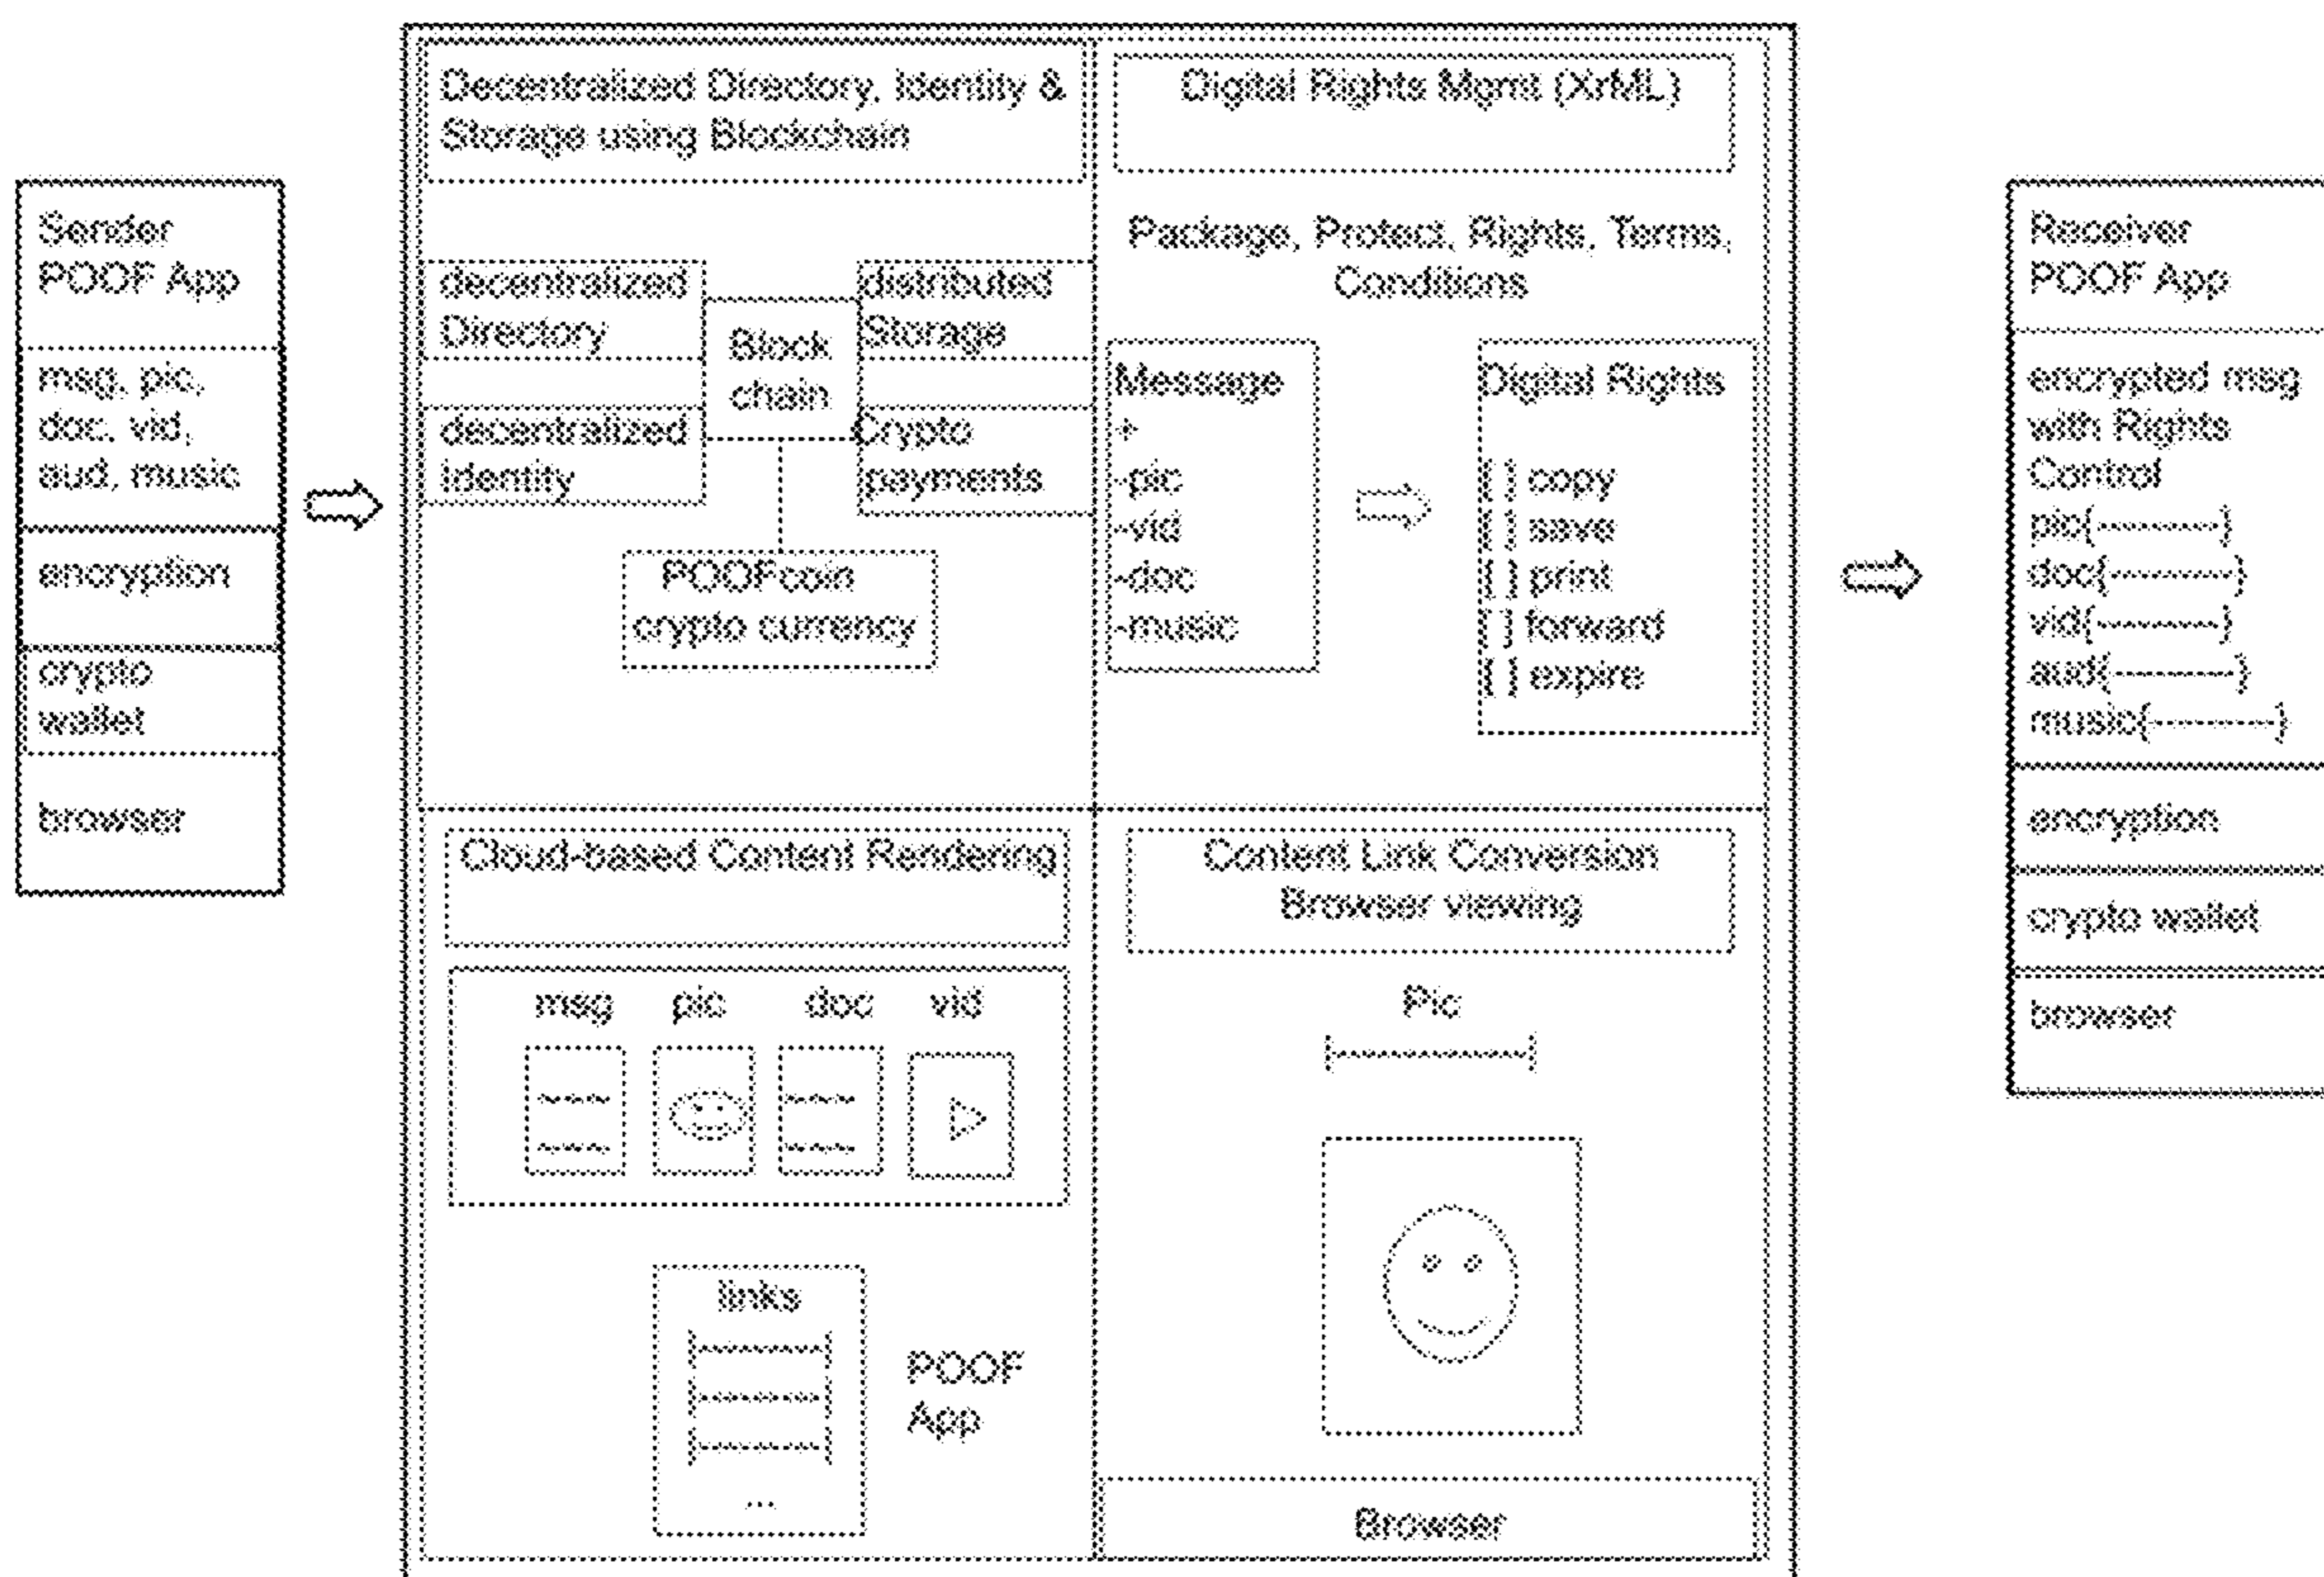 Sender
POOF App
msg, pic,
doc, vid,
aud, music
encryption
crypto
wallet
browser
Decentralized Directory, Identity &
Storage using Blockchain
decentralized
Directory
distributed
Storage
Block
chain
decentralized
Identity
Crypto
payments
POOFcoin
crypto currency
Digital Rights Mgmt (XrML)
Package, Protect, Rights, Terms,
Conditions
Message
+
-pic
-vid
-doc
-music
Digital Rights
[ ] copy
[ ] save
[ ] print
[ ] forward
[ ] expire
Cloud-based Content Rendering
msg pic doc vid
links
...
POOF
App
Content Link Conversion
Browser viewing
Pic
Browser
Receiver
POOF App
encrypted msg
with Rights
Control
pic{--------}
doc{--------}
vid{--------}
aud{--------}
music{--------}
encryption
crypto wallet
browser